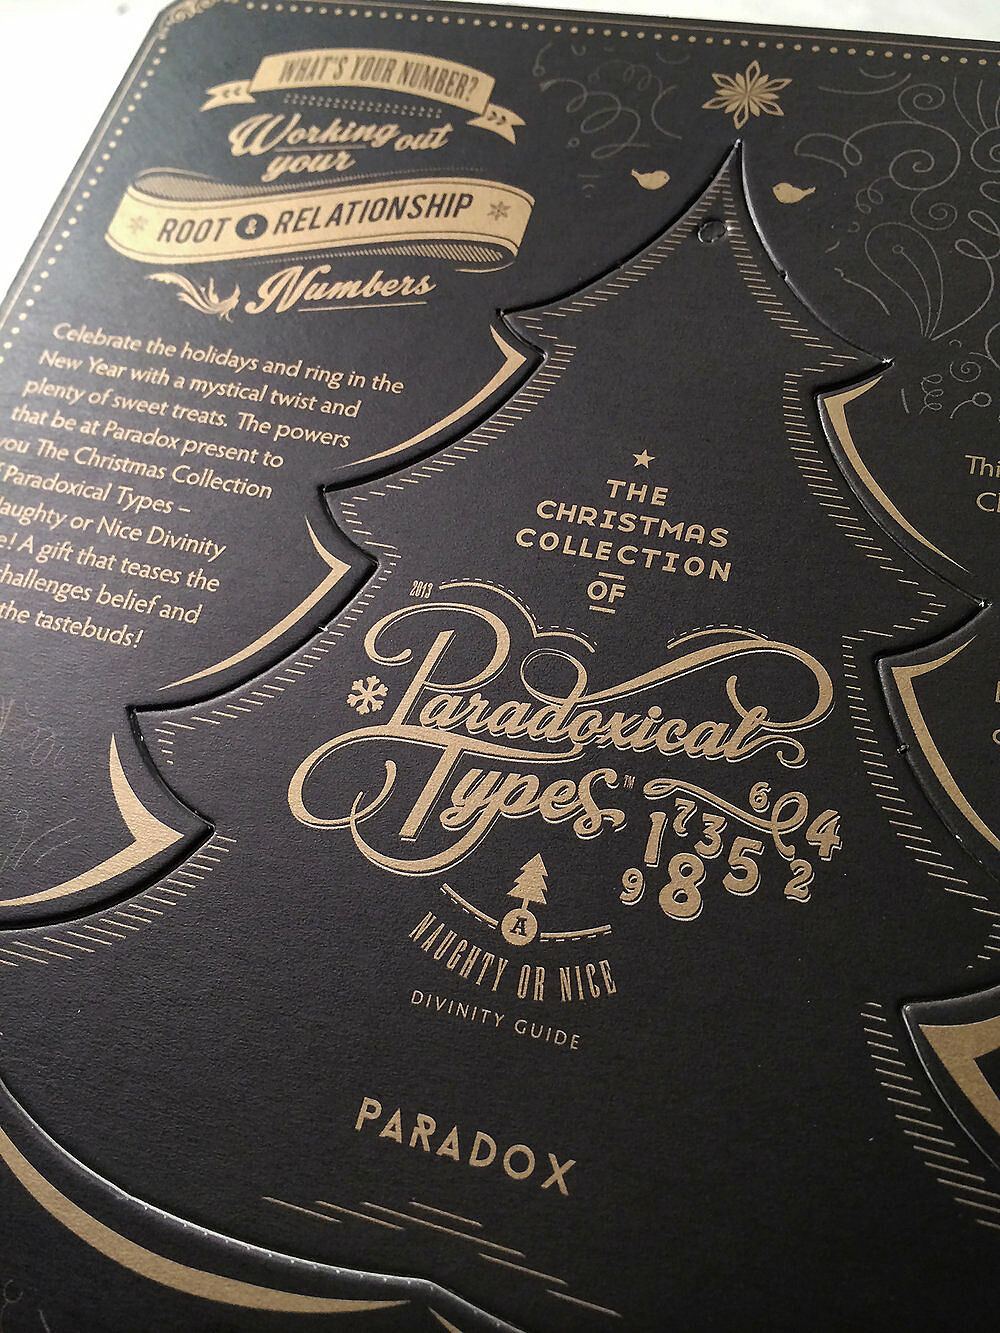 WHAT'S YOUR NUMBER?
Working out
your
ROOT & RELATIONSHIP
Numbers
Celebrate the holidays and ring in the
New Year with a mystical twist and
plenty of sweet treats. The powers
that be at Paradox present to
you The Christmas Collection
Paradoxical Types –
Naughty or Nice Divinity
! A gift that teases the
challenges belief and
the tastebuds!
THE
CHRISTMAS
COLLECTION
OF
2013
Paradoxical
Types™
6
1 7 3 4
9 8 5 2
A
NAUGHTY OR NICE
DIVINITY GUIDE
PARADOX